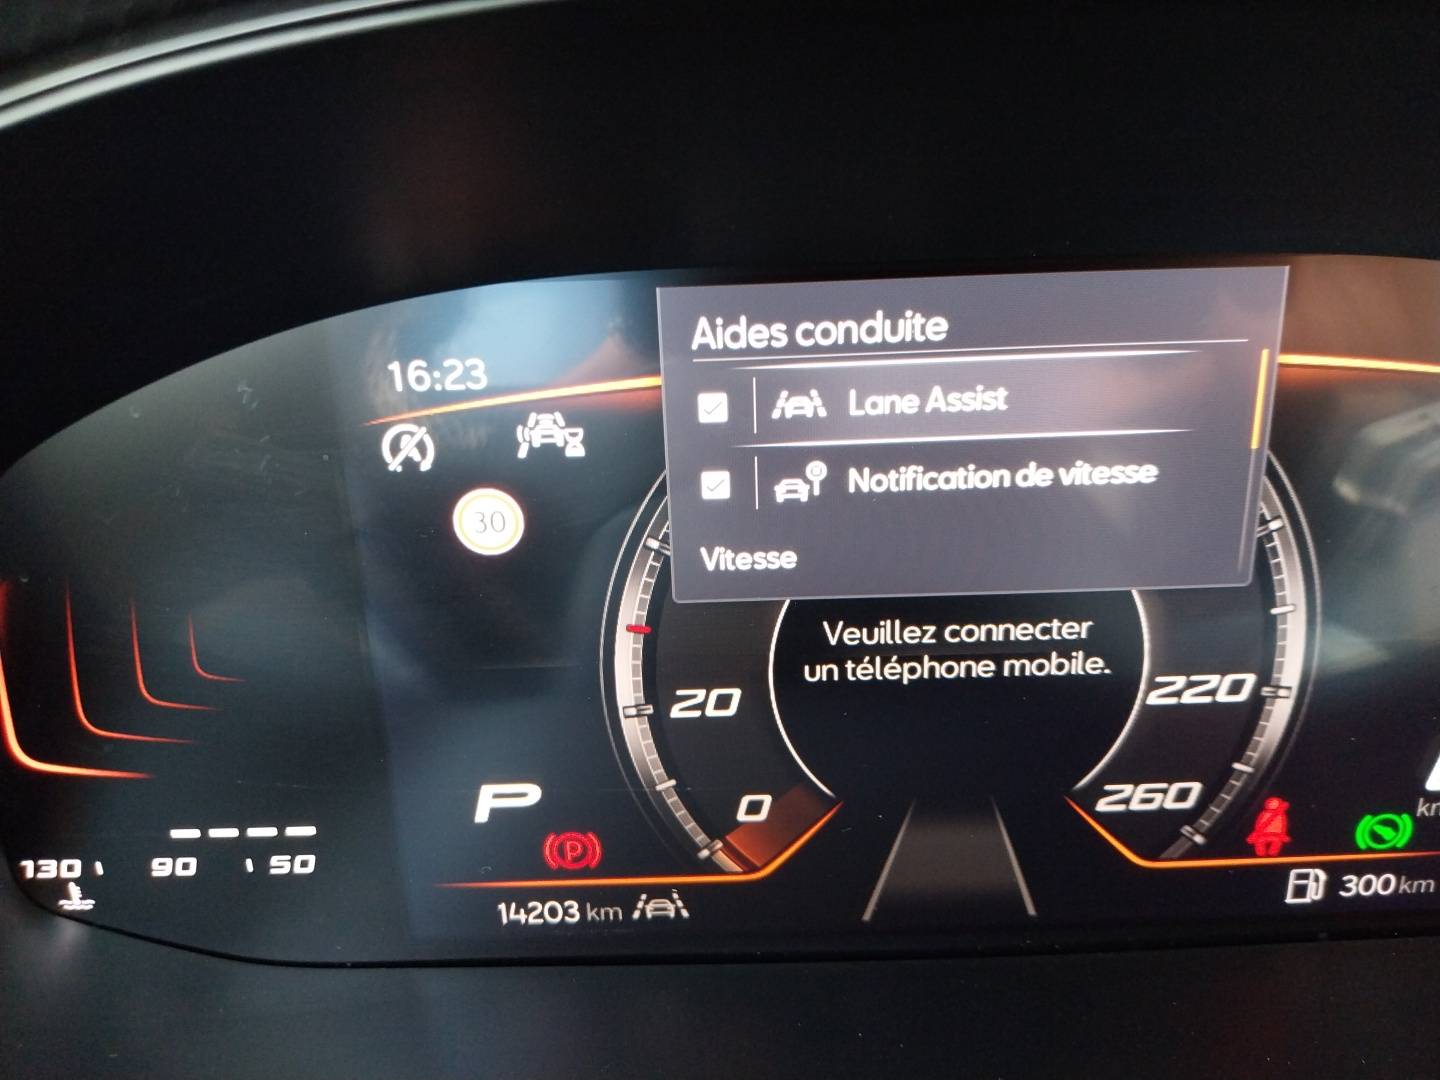 Aides conduite
16:23
Lane Assist
Notification de vitesse
30
Vitesse
Veuillez connecter
un téléphone mobile.
20
220
P
0
260
km
130 90 50
P
14203 km
300 km